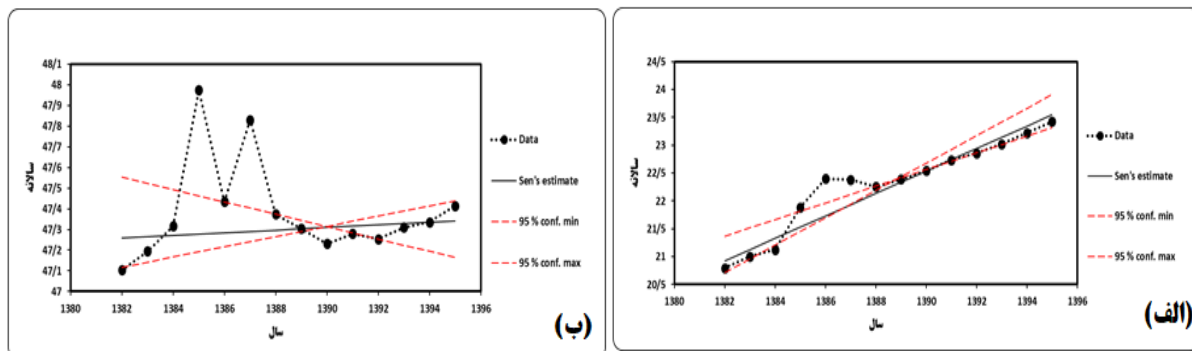 48/1
48
47/9
47/8
47/7
47/6
47/5
47/4
47/3
47/2
47/1
47
سالانه
1380 1382 1384 1386 1388 1390 1392 1394 1396
سال
Data
Sen's estimate
95 % conf. min
95 % conf. max
(ب)
24/5
24
23/5
23
22/5
22
21/5
21
20/5
سالانه
1380 1382 1384 1386 1388 1390 1392 1394 1396
سال
Data
Sen's estimate
95 % conf. min
95 % conf. max
(الف)